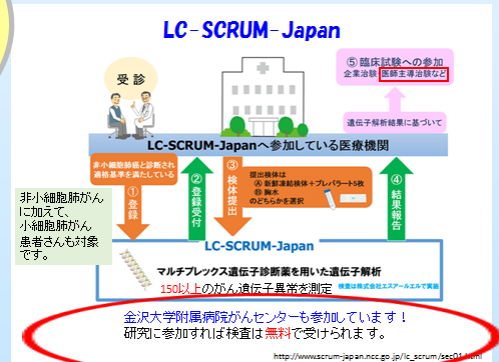 LC-SCRUM-Japan
受診
⑤ 臨床試験への参加
企業治験・医師主導治験など
遺伝子解析結果に基づいて
LC-SCRUM-Japanへ参加している医療機関
非小細胞肺癌と診断され
適格基準を満たしている
①登録
②登録受付
③検体提出
提出検体は
Ⓐ 新鮮凍結検体＋プレパラート5枚
Ⓑ 胸水
のどちらかを選択
④結果報告
非小細胞肺がん
に加えて、
小細胞肺がん
患者さんも対象
です。
LC-SCRUM-Japan
マルチプレックス遺伝子診断薬を用いた遺伝子解析
150以上のがん遺伝子異常を測定
検査は株式会社エスアールエルで実施
金沢大学附属病院がんセンターも参加しています！
研究に参加すれば検査は無料で受けられます。
http://www.scrum-japan.ncc.go.jp/lc_scrum/sec01.html